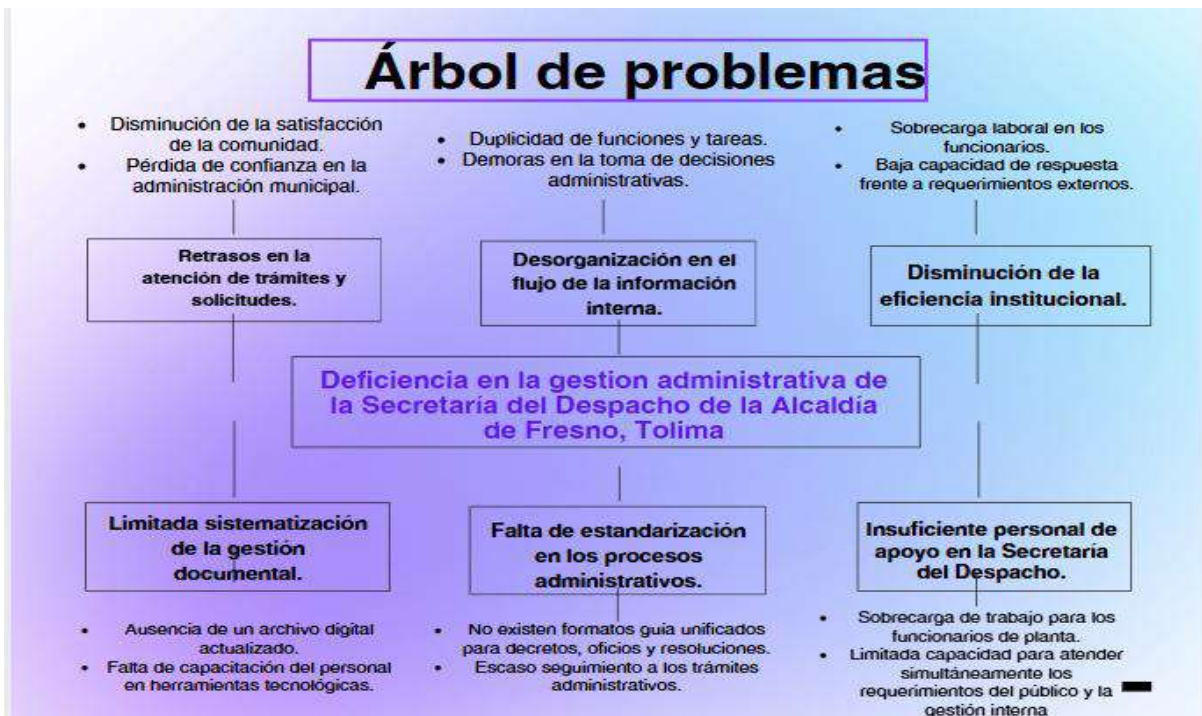 Árbol de problemas
• Disminución de la satisfacción
de la comunidad.
• Pérdida de confianza en la
administración municipal.
• Duplicidad de funciones y tareas.
• Demoras en la toma de decisiones
administrativas.
• Sobrecarga laboral en los
funcionarios.
• Baja capacidad de respuesta
frente a requerimientos externos.
Retrasos en la
atención de trámites y
solicitudes.
Desorganización en el
flujo de la información
interna.
Disminución de la
eficiencia institucional.
Deficiencia en la gestion administrativa de
la Secretaría del Despacho de la Alcaldía
de Fresno, Tolima
Limitada sistematización
de la gestión
documental.
Falta de estandarización
en los procesos
administrativos.
Insuficiente personal de
apoyo en la Secretaría
del Despacho.
• Ausencia de un archivo digital
actualizado.
• Falta de capacitación del personal
en herramientas tecnológicas.
• No existen formatos guía unificados
para decretos, oficios y resoluciones.
• Escaso seguimiento a los trámites
administrativos.
• Sobrecarga de trabajo para los
funcionarios de planta.
• Limitada capacidad para atender
simultáneamente los
requerimientos del público y la
gestión interna